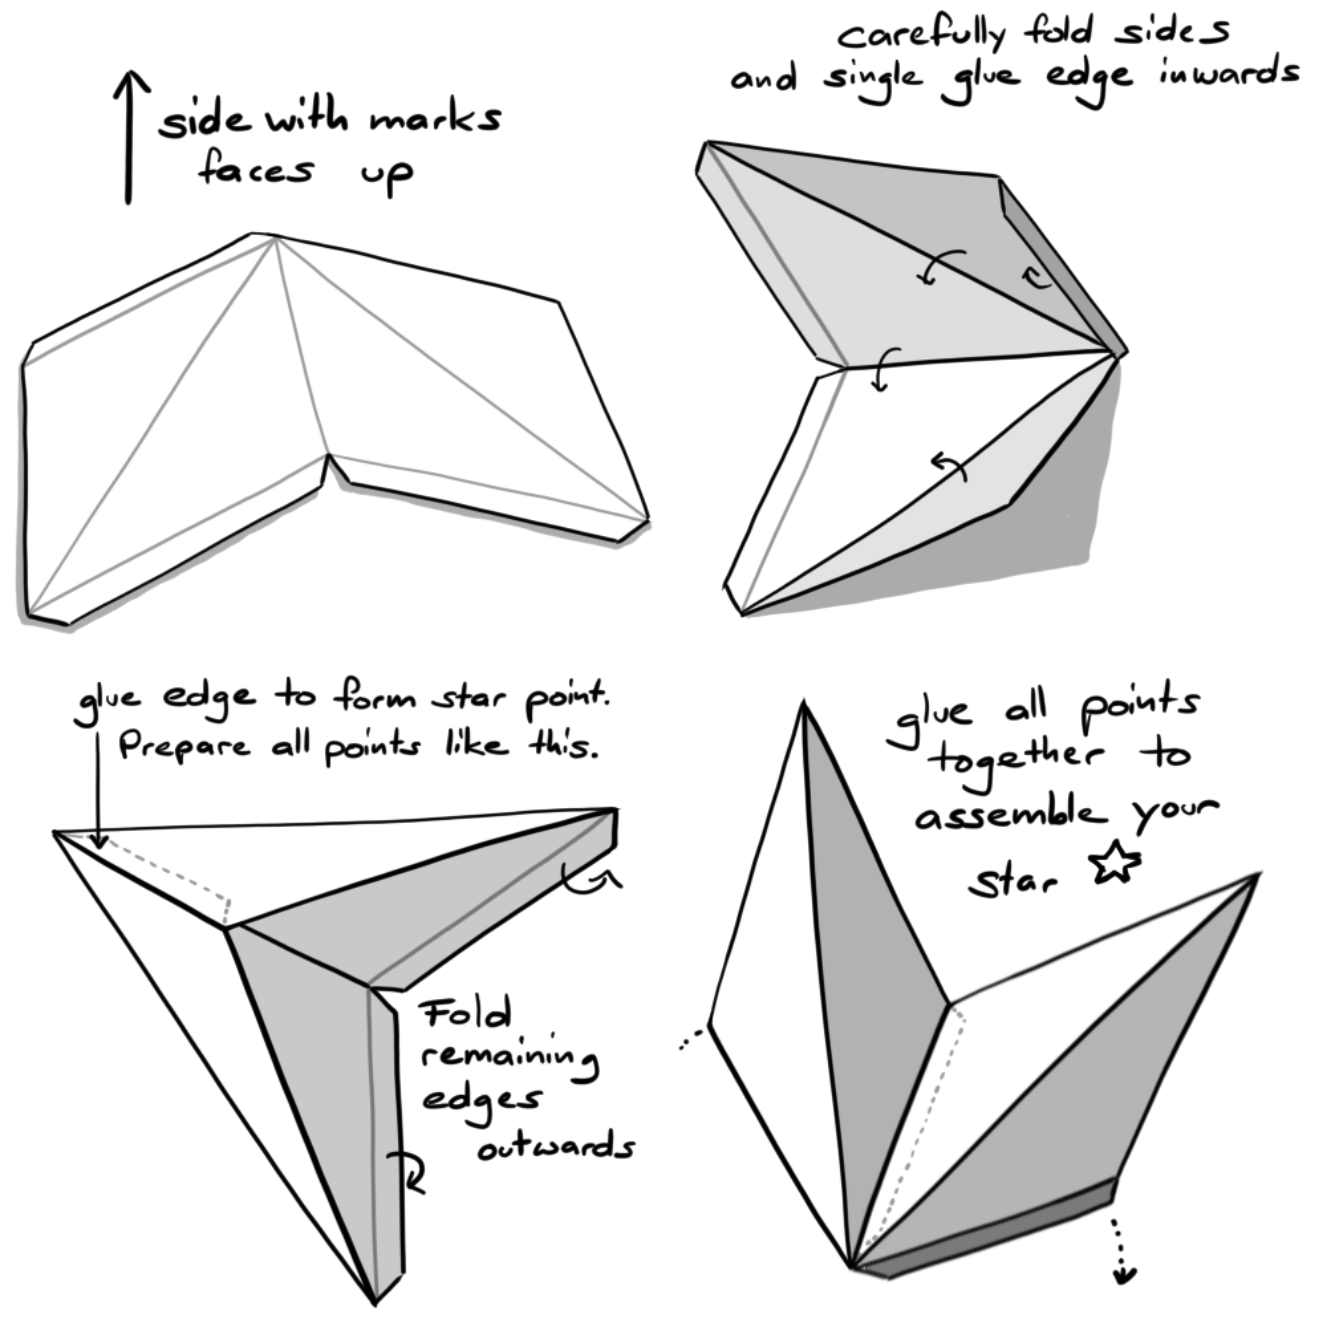 side with marks
faces up
carefully fold sides
and single glue edge inwards
glue edge to form star point.
Prepare all points like this.
Fold
remaining
edges
outwards
glue all points
together to
assemble your
star